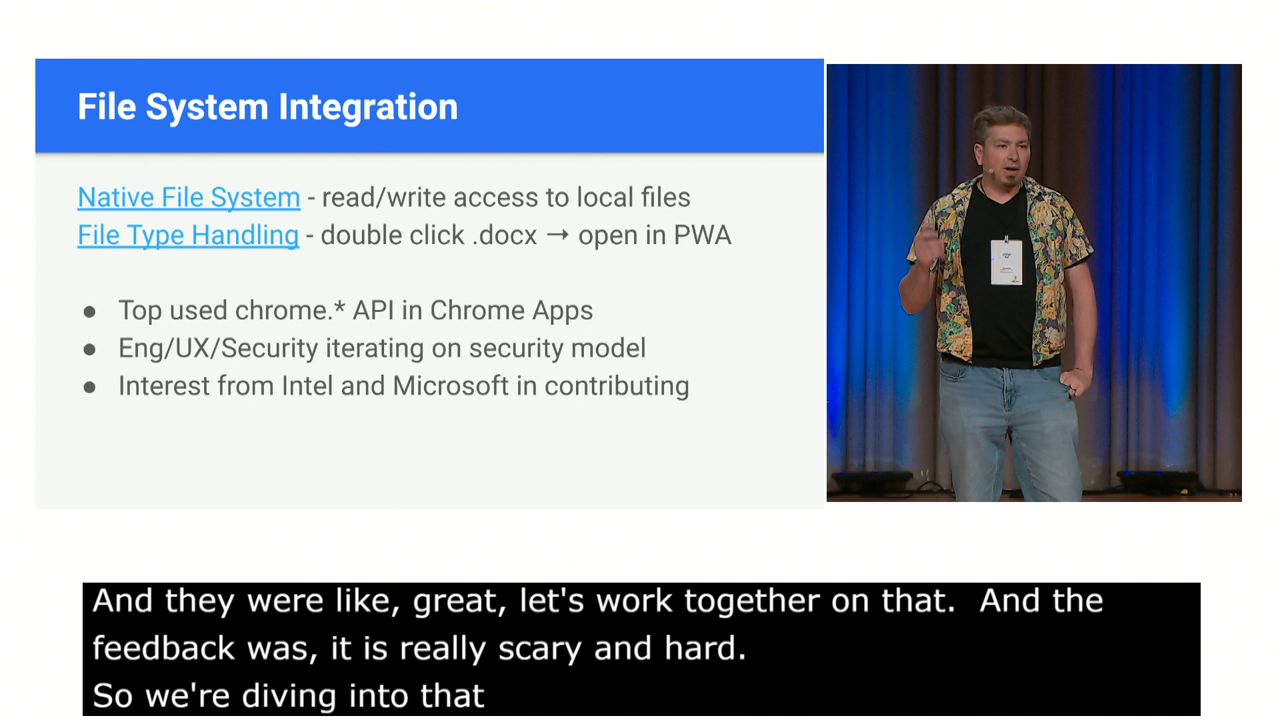 File System Integration
Native File System - read/write access to local files
File Type Handling - double click .docx → open in PWA
● Top used chrome.* API in Chrome Apps
● Eng/UX/Security iterating on security model
● Interest from Intel and Microsoft in contributing
And they were like, great, let's work together on that.  And the
feedback was, it is really scary and hard.
So we're diving into that